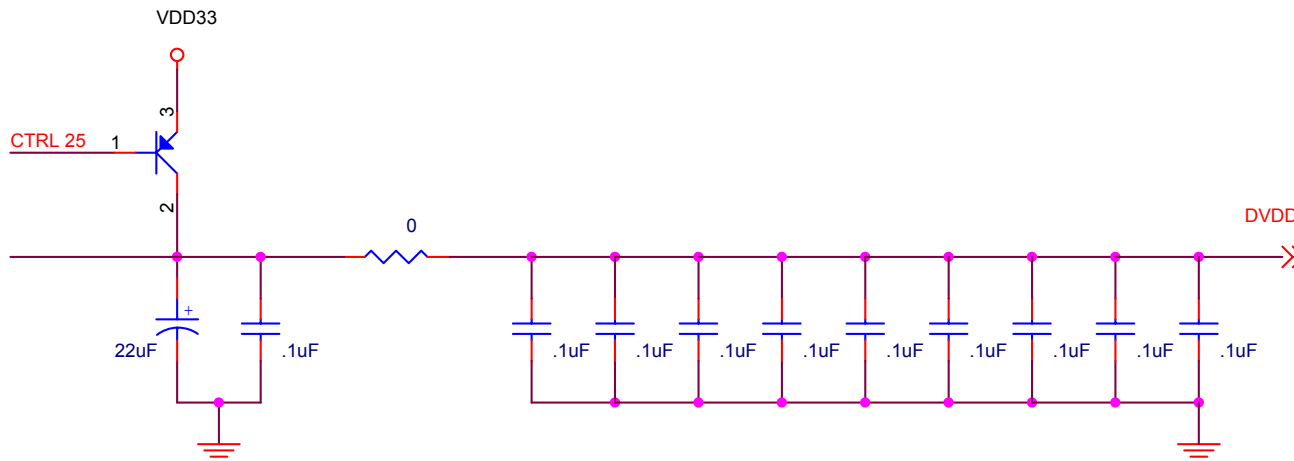 VDD33
3
CTRL 25
1
2
0
DVDD
+
22uF
.1uF
.1uF
.1uF
.1uF
.1uF
.1uF
.1uF
.1uF
.1uF
.1uF